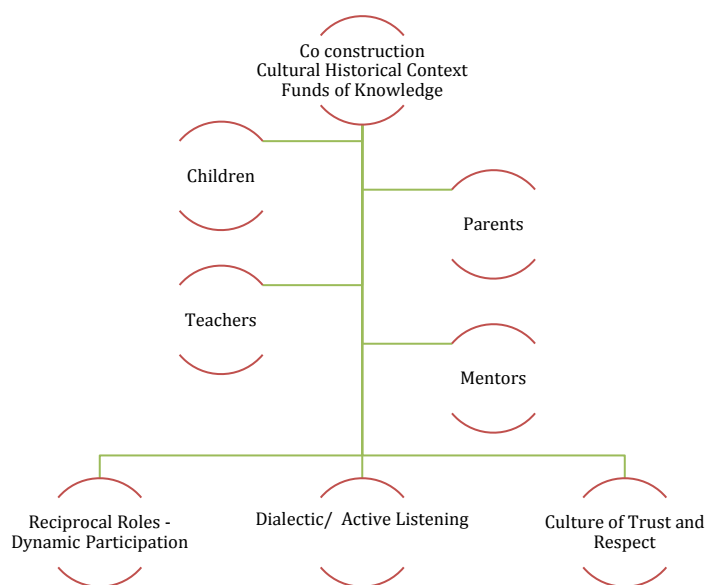 Co construction
Cultural Historical Context
Funds of Knowledge
Children
Parents
Teachers
Mentors
Reciprocal Roles -
Dynamic Participation
Dialectic/ Active Listening
Culture of Trust and
Respect